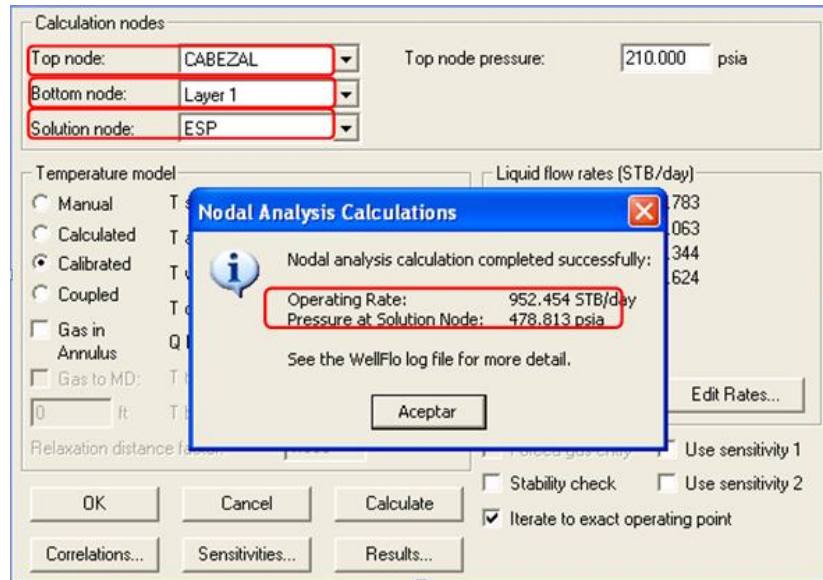 Calculation nodes
Top node: CABEZAL Top node pressure: 210.000 psia
Bottom node: Layer 1
Solution node: ESP
Temperature model Liquid flow rates (STB/day)
Manual T
Calculated T
Calibrated T
Coupled T
Gas in
Annulus Q
Gas to MD: T
0 ft T
Relaxation distance
783
063
344
624
Nodal Analysis Calculations
Nodal analysis calculation completed successfully:
Operating Rate: 952.454 STB/day
Pressure at Solution Node: 478.813 psia
See the WellFlo log file for more detail.
Aceptar
Edit Rates...
Use sensitivity 1
Stability check Use sensitivity 2
Iterate to exact operating point
OK Cancel Calculate
Correlations... Sensitivities... Results...